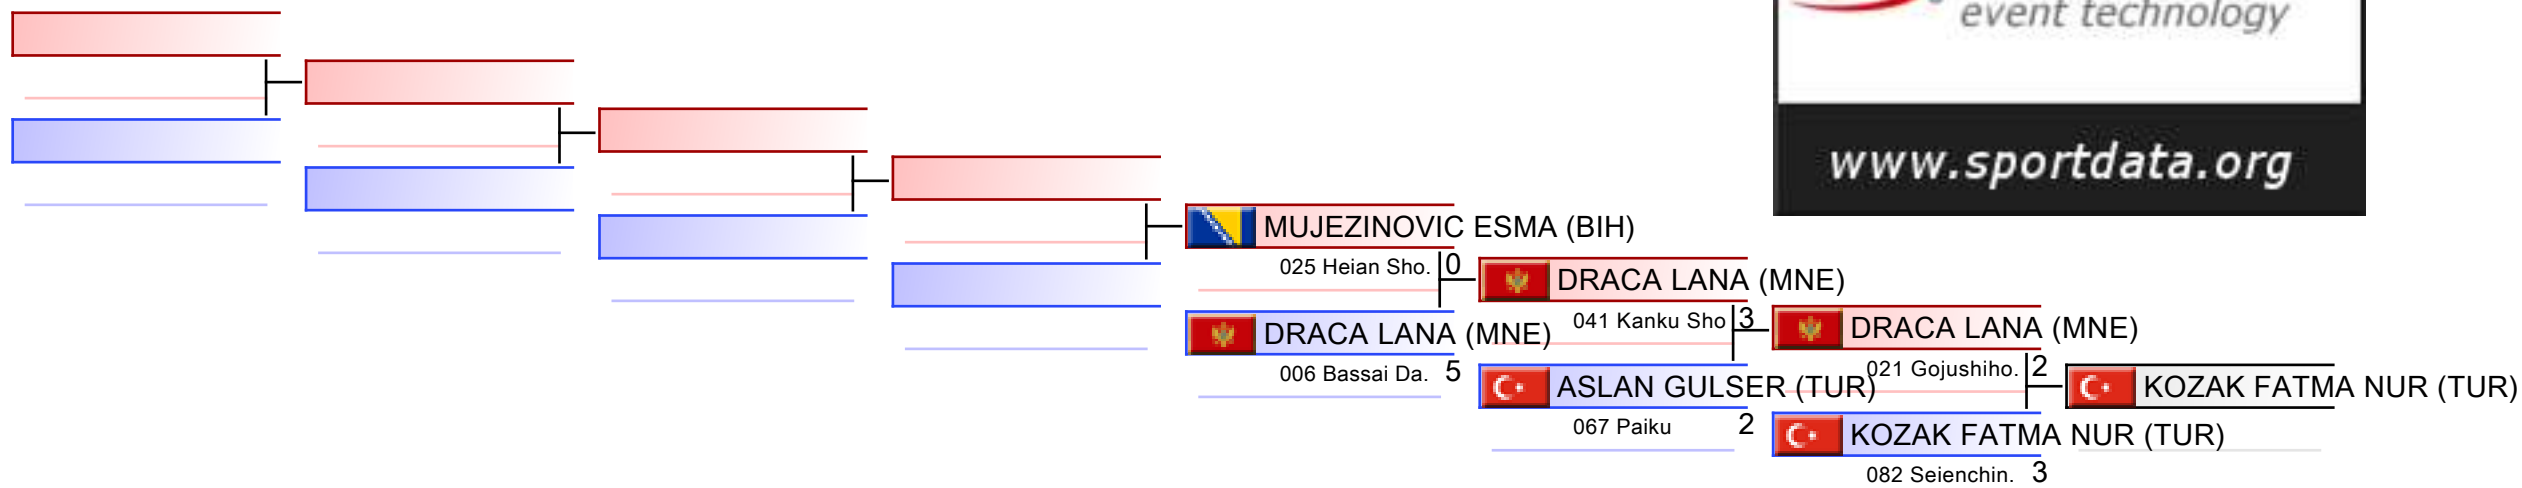 event technology
www.sportdata.org
MUJEZINOVIC ESMA (BIH)
025 Heian Sho. 0
DRACA LANA (MNE)
006 Bassai Da. 5
DRACA LANA (MNE)
041 Kanku Sho 3
ASLAN GULSER (TUR)
067 Paiku 2
DRACA LANA (MNE)
021 Gojushiho. 2
KOZAK FATMA NUR (TUR)
082 Seienchin. 3
KOZAK FATMA NUR (TUR)